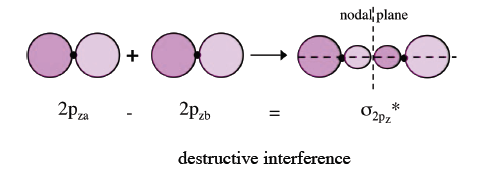 nodal plane
+
2p_za - 2p_zb = σ_2p_z*
destructive interference